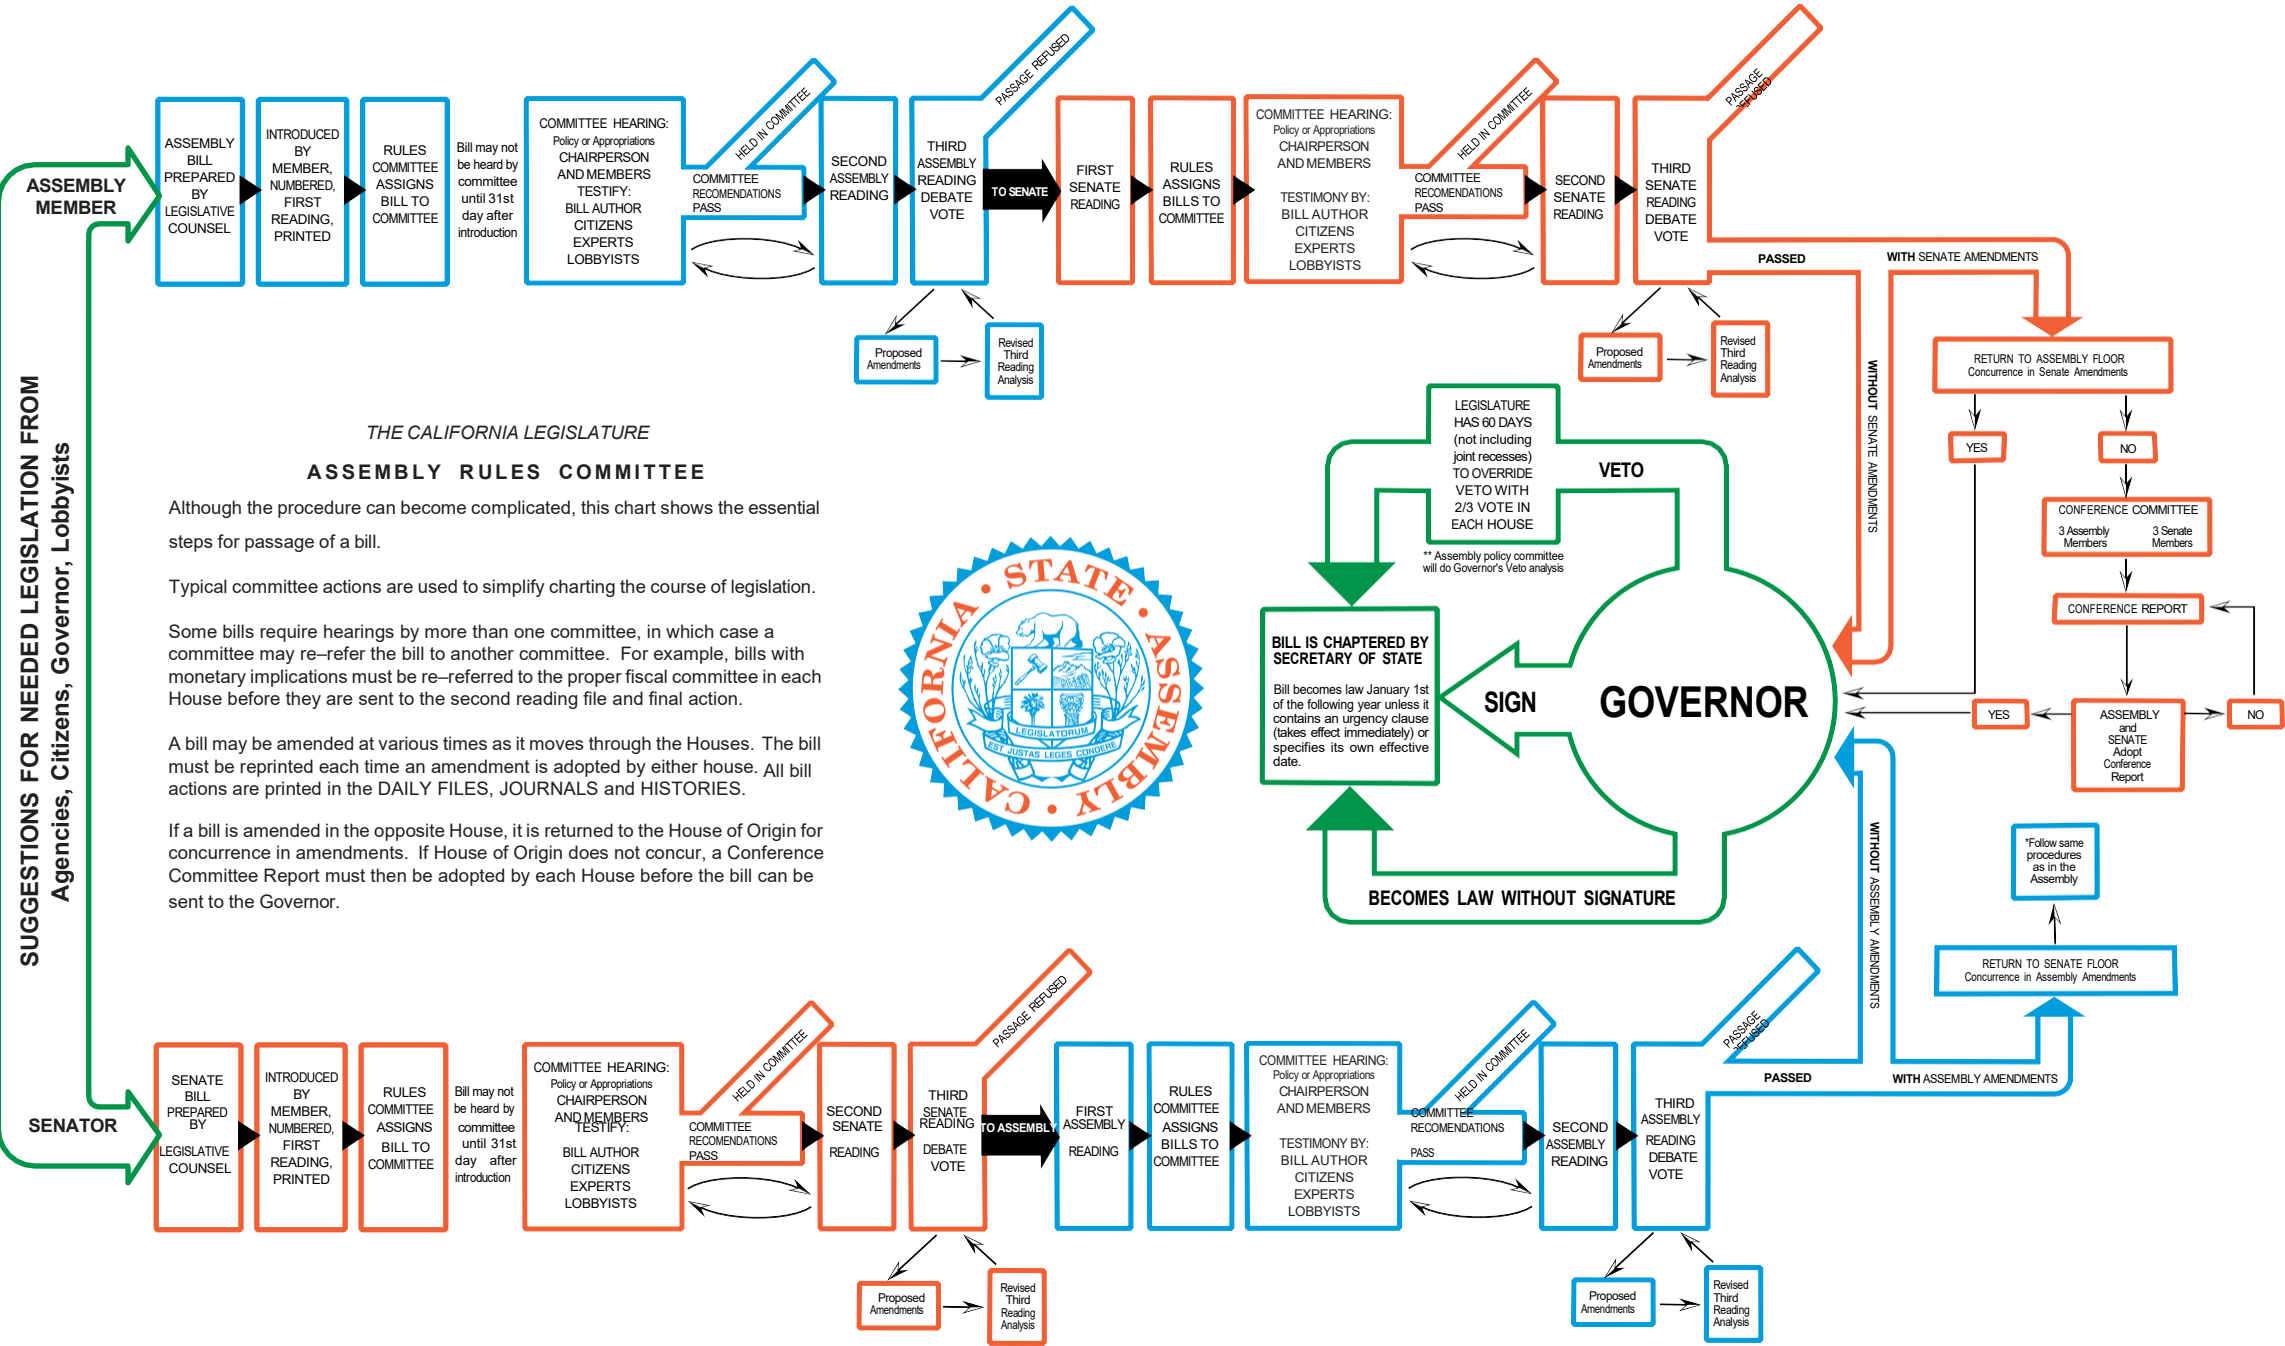 SUGGESTIONS FOR NEEDED LEGISLATION FROM
Agencies, Citizens, Governor, Lobbyists
ASSEMBLY
MEMBER
ASSEMBLY
BILL
PREPARED
BY
LEGISLATIVE
COUNSEL
INTRODUCED
BY
MEMBER,
NUMBERED,
FIRST
READING,
PRINTED
RULES
COMMITTEE
ASSIGNS
BILL TO
COMMITTEE
Bill may not
be heard by
committee
until 31st
day after
introduction
COMMITTEE HEARING:
Policy or Appropriations
CHAIRPERSON
AND MEMBERS
TESTIFY:
BILL AUTHOR
CITIZENS
EXPERTS
LOBBYISTS
HELD IN COMMITTEE
COMMITTEE
RECOMENDATIONS
PASS
SECOND
ASSEMBLY
READING
THIRD
ASSEMBLY
READING
DEBATE
VOTE
PASSAGE REFUSED
Proposed
Amendments
Revised
Third
Reading
Analysis
TO SENATE
FIRST
SENATE
READING
RULES
ASSIGNS
BILLS TO
COMMITTEE
COMMITTEE HEARING:
Policy or Appropriations
CHAIRPERSON
AND MEMBERS
TESTIMONY BY:
BILL AUTHOR
CITIZENS
EXPERTS
LOBBYISTS
HELD IN COMMITTEE
COMMITTEE
RECOMENDATIONS
PASS
SECOND
SENATE
READING
THIRD
SENATE
READING
DEBATE
VOTE
PASSAGE
REFUSED
Proposed
Amendments
Revised
Third
Reading
Analysis
PASSED
WITH SENATE AMENDMENTS
WITHOUT SENATE AMENDMENTS
RETURN TO ASSEMBLY FLOOR
Concurrence in Senate Amendments
YES
NO
CONFERENCE COMMITTEE
3 Assembly
Members
3 Senate
Members
CONFERENCE REPORT
ASSEMBLY
and
SENATE
Adopt
Conference
Report
YES
NO
THE CALIFORNIA LEGISLATURE
ASSEMBLY RULES COMMITTEE
Although the procedure can become complicated, this chart shows the essential
steps for passage of a bill.
Typical committee actions are used to simplify charting the course of legislation.
Some bills require hearings by more than one committee, in which case a
committee may re–refer the bill to another committee. For example, bills with
monetary implications must be re–referred to the proper fiscal committee in each
House before they are sent to the second reading file and final action.
A bill may be amended at various times as it moves through the Houses. The bill
must be reprinted each time an amendment is adopted by either house. All bill
actions are printed in the DAILY FILES, JOURNALS and HISTORIES.
If a bill is amended in the opposite House, it is returned to the House of Origin for
concurrence in amendments. If House of Origin does not concur, a Conference
Committee Report must then be adopted by each House before the bill can be
sent to the Governor.
CALIFORNIA • STATE • ASSEMBLY •
LEGISLATORUM
EST JUSTAS LEGES CONDERE
LEGISLATURE
HAS 60 DAYS
(not including
joint recesses)
TO OVERRIDE
VETO WITH
2/3 VOTE IN
EACH HOUSE
VETO
** Assembly policy committee
will do Governor's Veto analysis
BILL IS CHAPTERED BY
SECRETARY OF STATE
Bill becomes law January 1st
of the following year unless it
contains an urgency clause
(takes effect immediately) or
specifies its own effective
date.
SIGN
GOVERNOR
BECOMES LAW WITHOUT SIGNATURE
SENATOR
SENATE
BILL
PREPARED
BY
LEGISLATIVE
COUNSEL
INTRODUCED
BY
MEMBER,
NUMBERED,
FIRST
READING,
PRINTED
RULES
COMMITTEE
ASSIGNS
BILL TO
COMMITTEE
Bill may not
be heard by
committee
until 31st
day after
introduction
COMMITTEE HEARING:
Policy or Appropriations
CHAIRPERSON
AND MEMBERS
TESTIFY:
BILL AUTHOR
CITIZENS
EXPERTS
LOBBYISTS
HELD IN COMMITTEE
COMMITTEE
RECOMENDATIONS
PASS
SECOND
SENATE
READING
THIRD
SENATE
READING
DEBATE
VOTE
PASSAGE REFUSED
Proposed
Amendments
Revised
Third
Reading
Analysis
TO ASSEMBLY
FIRST
ASSEMBLY
READING
RULES
COMMITTEE
ASSIGNS
BILLS TO
COMMITTEE
COMMITTEE HEARING:
Policy or Appropriations
CHAIRPERSON
AND MEMBERS
TESTIMONY BY:
BILL AUTHOR
CITIZENS
EXPERTS
LOBBYISTS
HELD IN COMMITTEE
COMMITTEE
RECOMENDATIONS
PASS
SECOND
ASSEMBLY
READING
THIRD
ASSEMBLY
READING
DEBATE
VOTE
PASSAGE
REFUSED
Proposed
Amendments
Revised
Third
Reading
Analysis
PASSED
WITH ASSEMBLY AMENDMENTS
WITHOUT ASSEMBLY AMENDMENTS
RETURN TO SENATE FLOOR
Concurrence in Assembly Amendments
*Follow same
procedures
as in the
Assembly